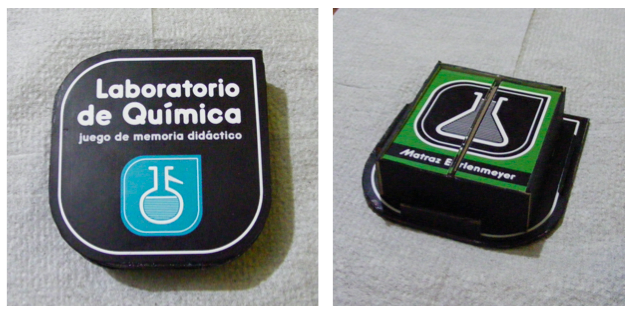 Laboratorio
de Química
juego de memoria didáctico
Matraz Erlenmeyer